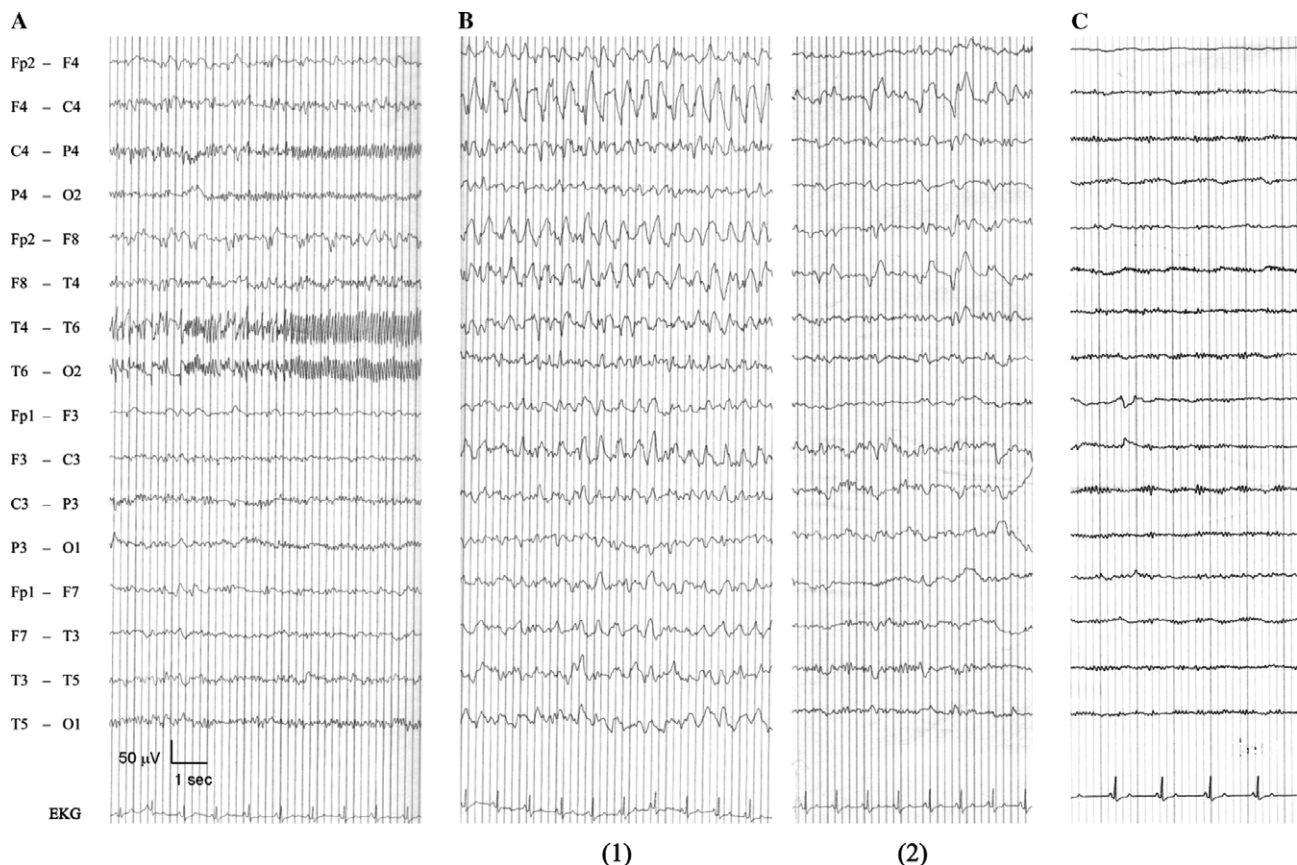 A B C
Fp2 – F4
F4 – C4
C4 – P4
P4 – O2
Fp2 – F8
F8 – T4
T4 – T6
T6 – O2
Fp1 – F3
F3 – C3
C3 – P3
P3 – O1
Fp1 – F7
F7 – T3
T3 – T5
T5 – O1
50 μV
1 sec
EKG
(1) (2)